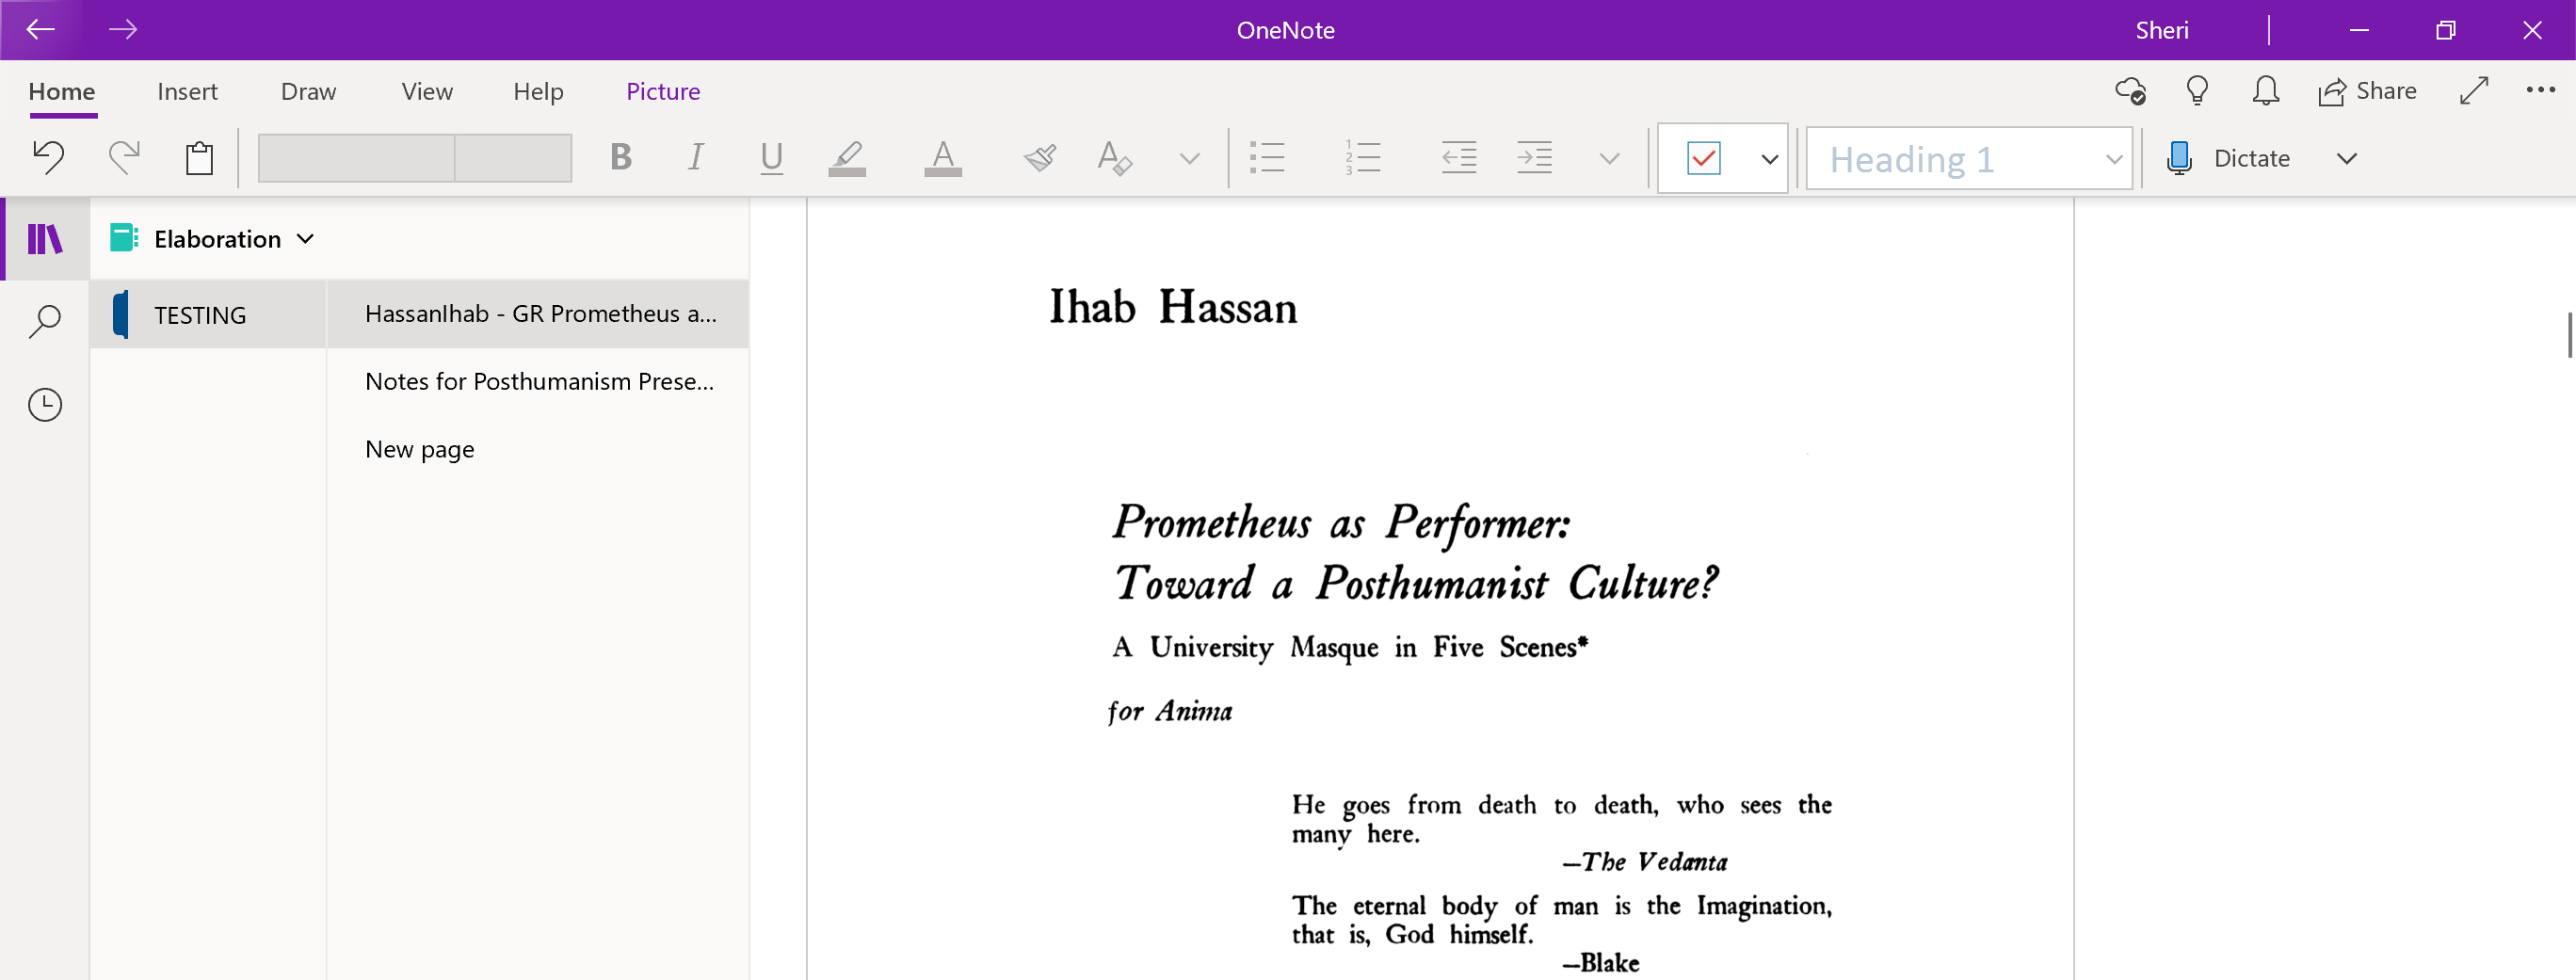 OneNote
Sheri
Home
Insert
Draw
View
Help
Picture
Share
B
I
U
A
A
1
2
3
Heading 1
Dictate
Elaboration
TESTING
HassanIhab - GR Prometheus a...
Notes for Posthumanism Prese...
New page
Ihab Hassan
Prometheus as Performer:
Toward a Posthumanist Culture?
A University Masque in Five Scenes*
for Anima
He goes from death to death, who sees the
many here.
—The Vedanta
The eternal body of man is the Imagination,
that is, God himself.
—Blake